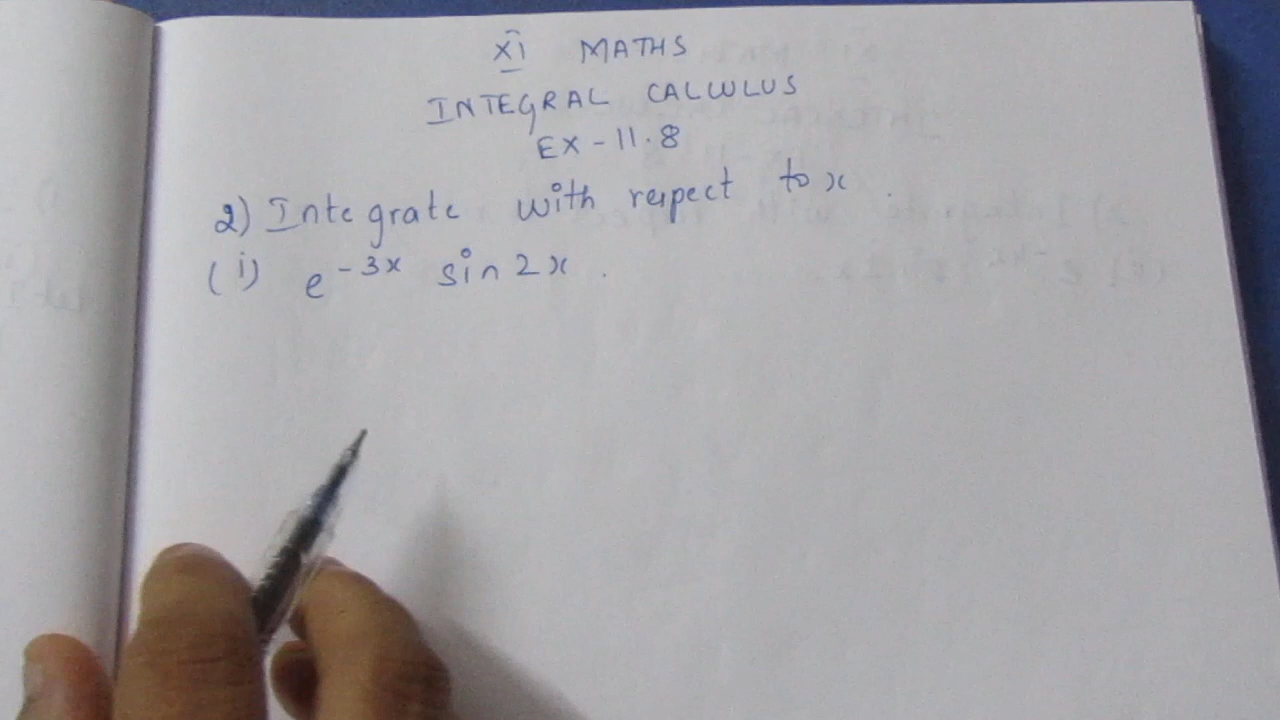 XI MATHS
INTEGRAL CALCULUS
EX - 11.8
2) Integrate with respect to x.
(i) e^{-3x} sin 2x.